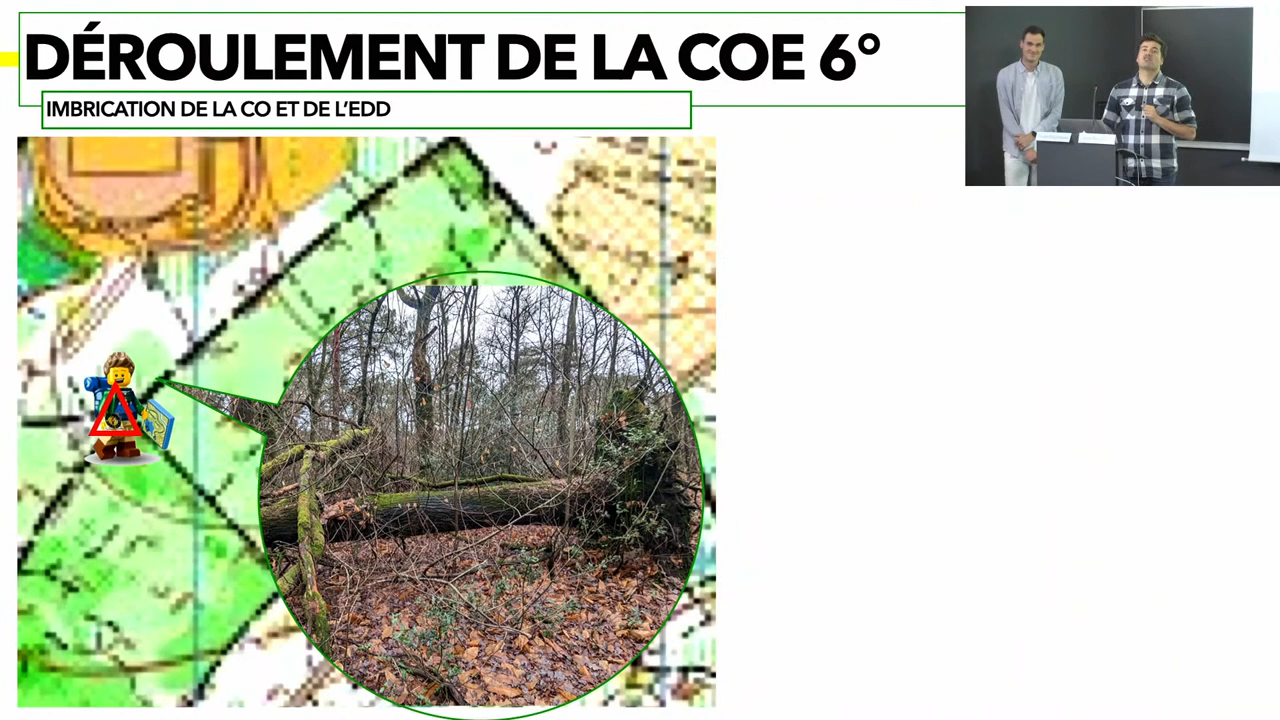 DÉROULEMENT DE LA COE 6°
IMBRICATION DE LA CO ET DE L'EDD